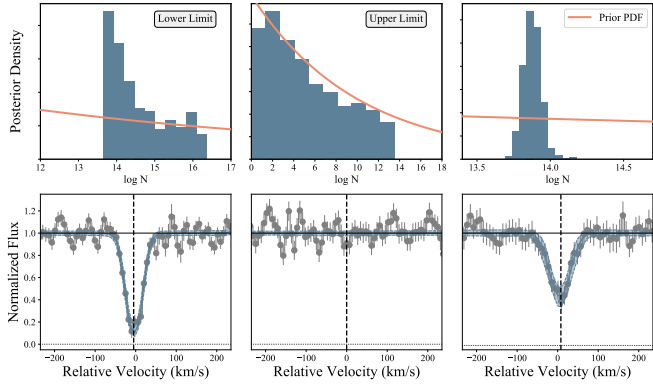 Lower Limit
Upper Limit
Prior PDF
Posterior Density
12 13 14 15 16 17
log N
0 2 4 6 8 10 12 14 16 18
log N
13.5 14.0 14.5
log N
Normalized Flux
1.2
1.0
0.8
0.6
0.4
0.2
0.0
−200 −100 0 100 200
Relative Velocity (km/s)
−200 −100 0 100 200
Relative Velocity (km/s)
−200 −100 0 100 200
Relative Velocity (km/s)